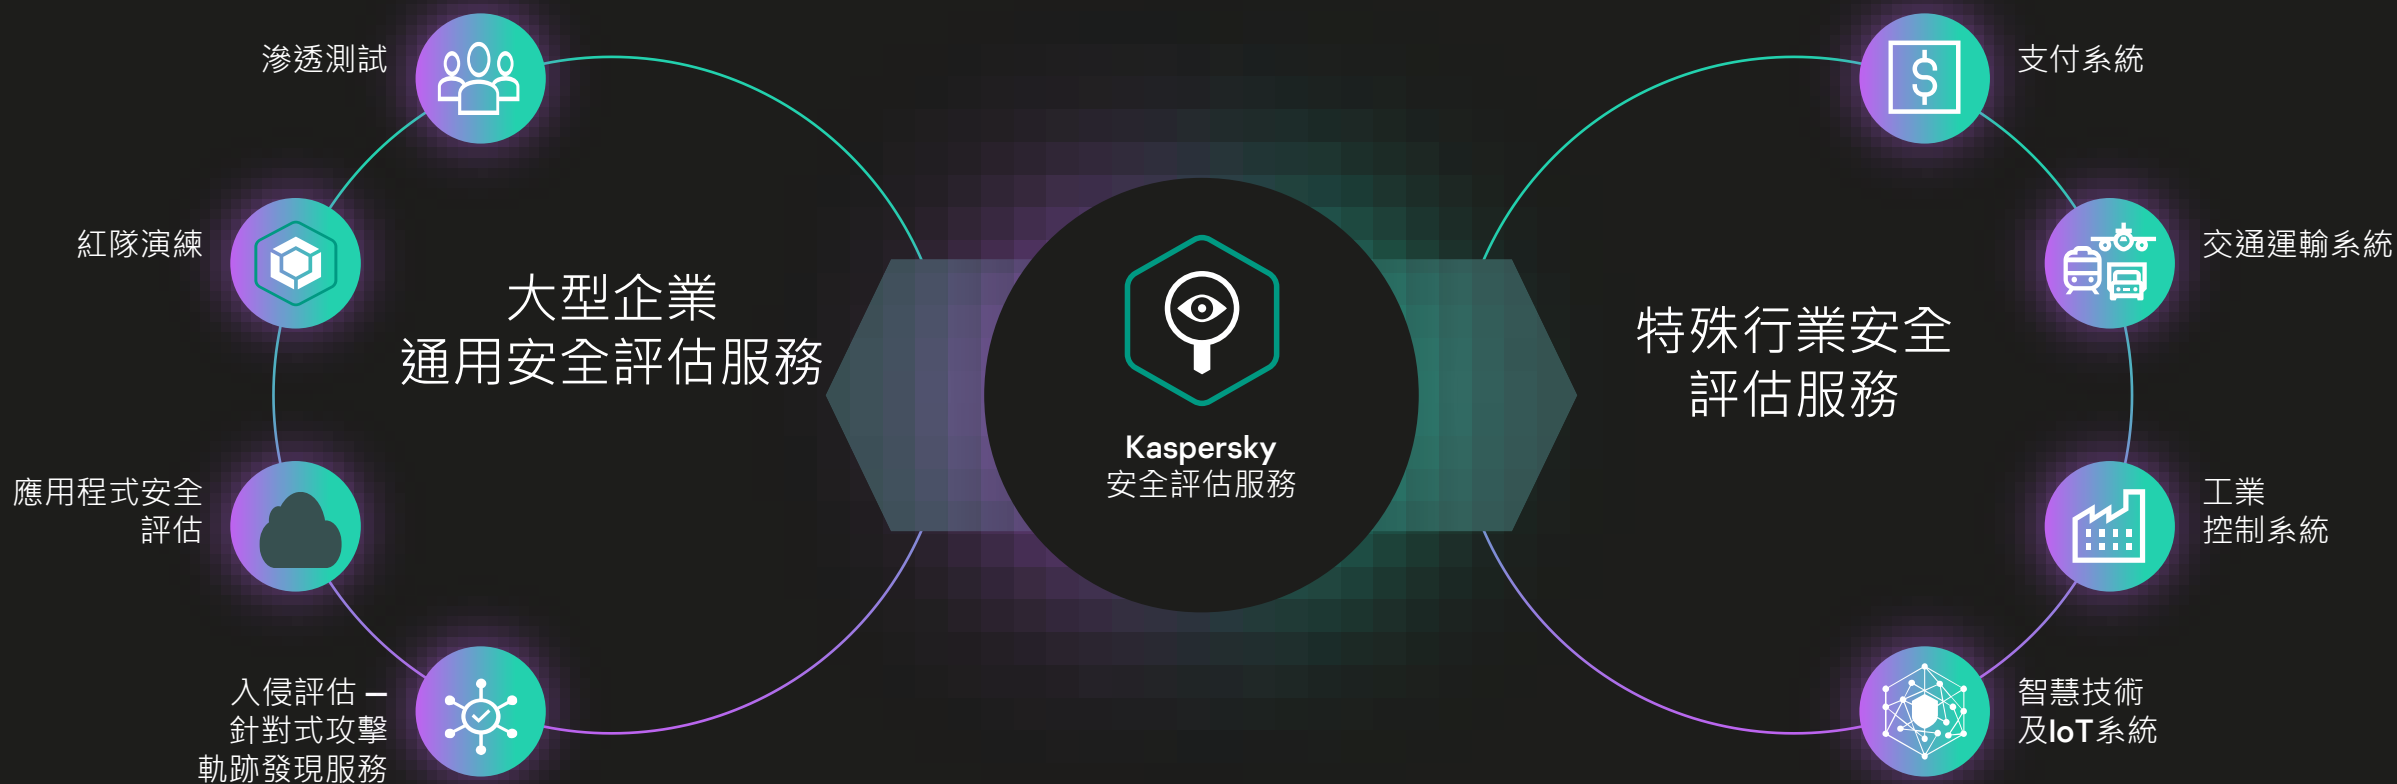 滲透測試
紅隊演練
應用程式安全
評估
入侵評估 –
針對式攻擊
軌跡發現服務
大型企業
通用安全評估服務
Kaspersky
安全評估服務
特殊行業安全
評估服務
支付系統
交通運輸系統
工業
控制系統
智慧技術
及IoT系統